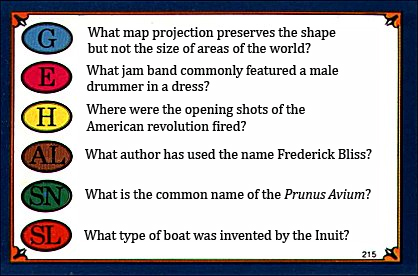 G What map projection preserves the shape
but not the size of areas of the world?
E What jam band commonly featured a male
drummer in a dress?
H Where were the opening shots of the
American revolution fired?
AL What author has used the name Frederick Bliss?
SN What is the common name of the Prunus Avium?
SL What type of boat was invented by the Inuit?
215